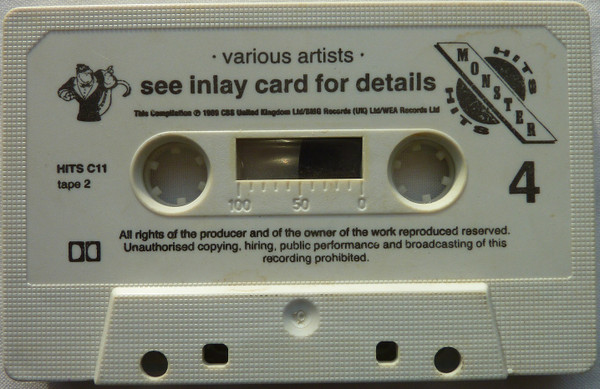 · various artists ·
see inlay card for details
This Compilation ℗ 1989 CBS United Kingdom Ltd/BMG Records (UK) Ltd/WEA Records Ltd
HITS
MONSTER
HITS
HITS C11
tape 2
4
100 50 0
All rights of the producer and of the owner of the work reproduced reserved.
Unauthorised copying, hiring, public performance and broadcasting of this
recording prohibited.